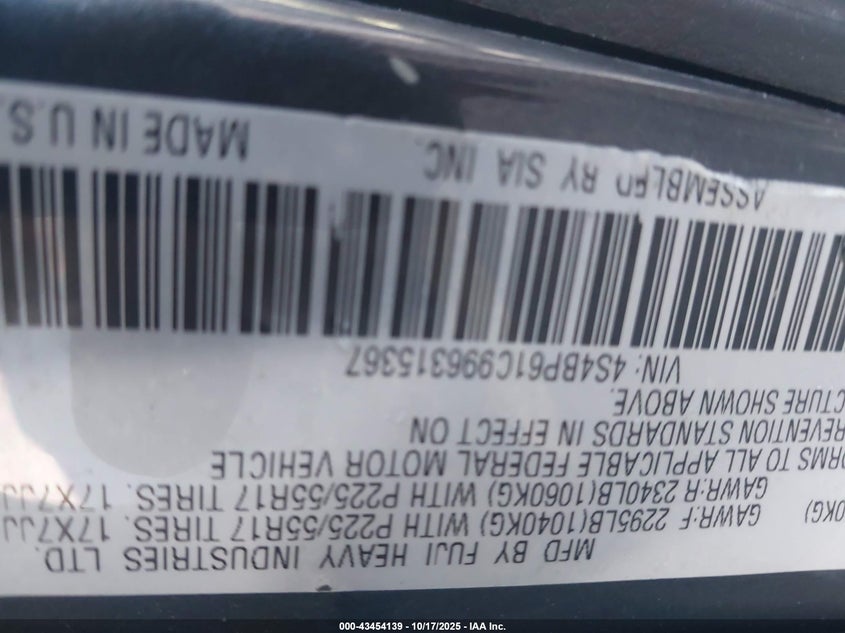 MFD BY FUJI HEAVY INDUSTRIES LTD.
0KG) GAWR:F 2295LB(1040KG) WITH P225/55R17 TIRES. 17X7JJ
GAWR:R 2340LB(1060KG) WITH P225/55R17 TIRES. 17X7JJ
ORMS TO ALL APPLICABLE FEDERAL MOTOR VEHICLE
REVENTION STANDARDS IN EFFECT ON
CTURE SHOWN ABOVE.
VIN: 4S4BP61C996315367
ASSEMBLED BY SIA INC.
MADE IN U.S.
000-43454139 - 10/17/2025 - IAA Inc.